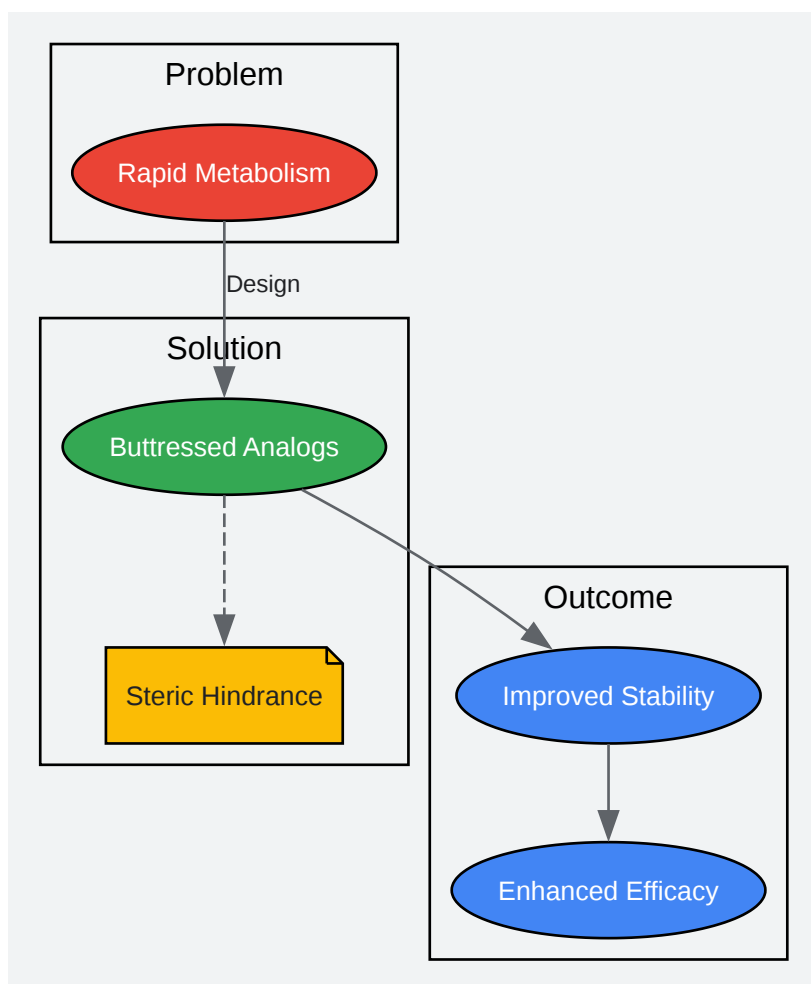 Problem
Rapid Metabolism
Design
Solution
Buttressed Analogs
Steric Hindrance
Outcome
Improved Stability
Enhanced Efficacy